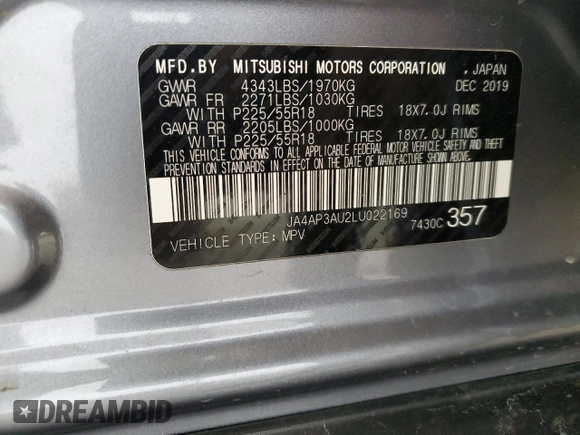 MFD.BY MITSUBISHI MOTORS CORPORATION , JAPAN
GVWR 4343LBS/1970KG DEC 2019
GAWR FR 2271LBS/1030KG
WITH P225/55R18 TIRES 18X7.0J RIMS
GAWR RR 2205LBS/1000KG
WITH P225/55R18 TIRES 18X7.0J RIMS
THIS VEHICLE CONFORMS TO ALL APPLICABLE FEDERAL MOTOR VEHICLE SAFETY AND THEFT
PREVENTION STANDARDS IN EFFECT ON THE DATE OF MANUFACTURE SHOWN ABOVE.
JA4AP3AU2LU022169
7430C 357
VEHICLE TYPE: MPV
DREAMBID